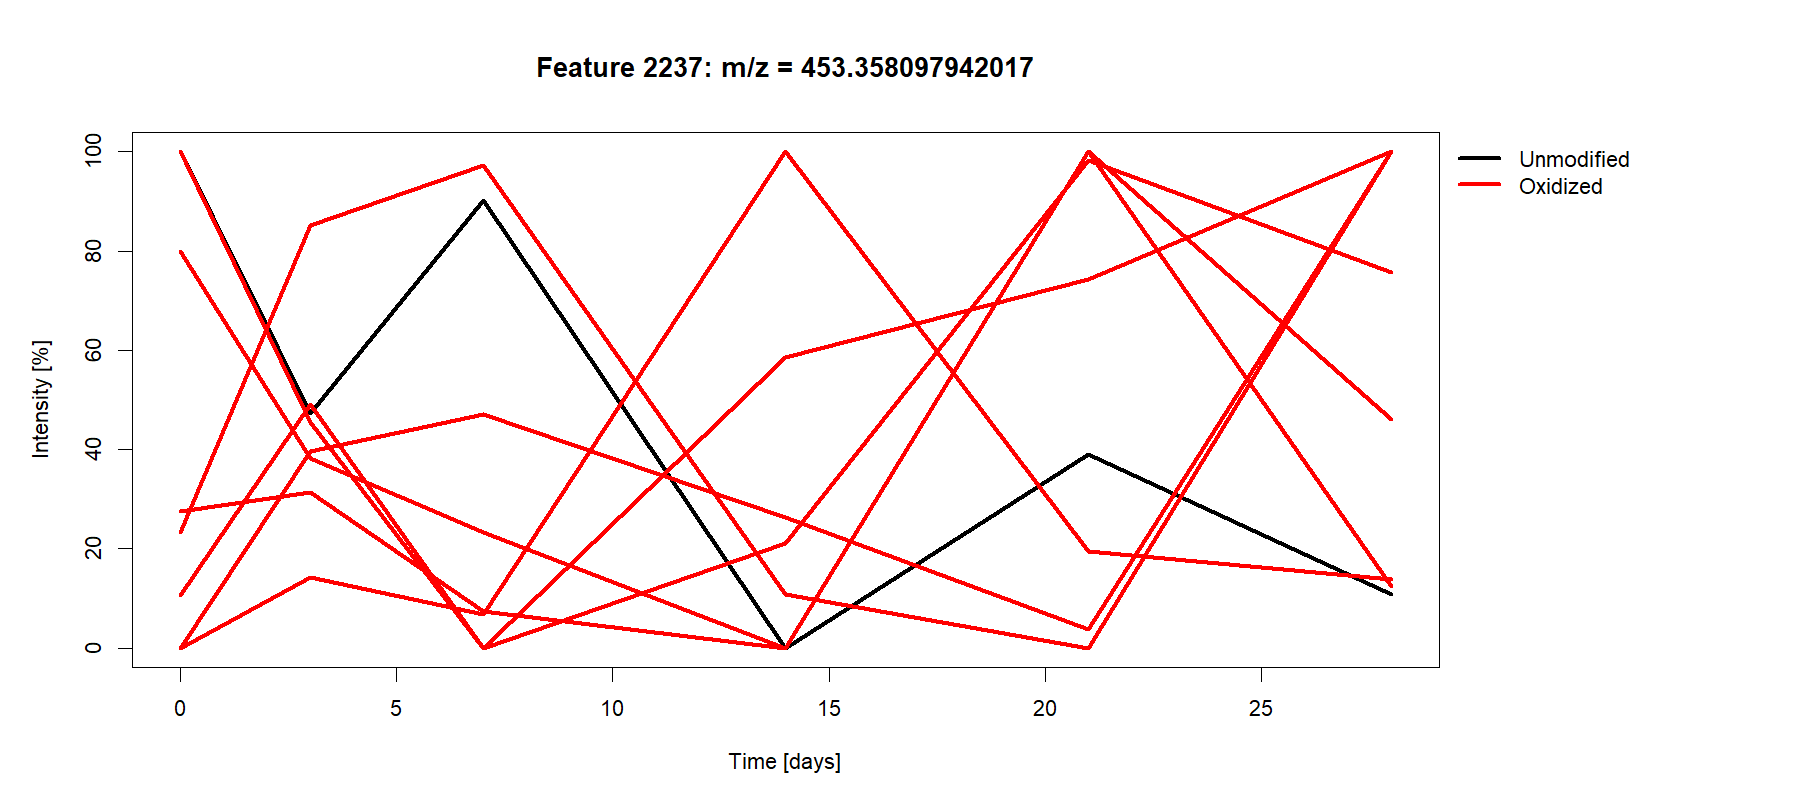 Feature 2237: m/z = 453.358097942017
Unmodified
Oxidized
Intensity [%]
100
80
60
40
20
0
0 5 10 15 20 25
Time [days]